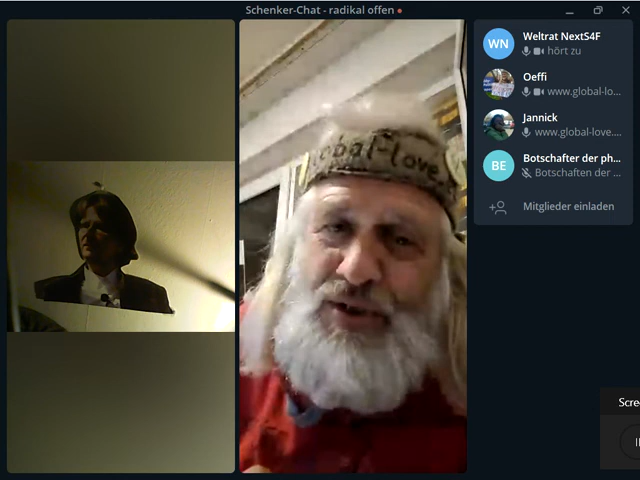 Schenker-Chat - radikal offen
WN
Weltrat NextS4F
hört zu
Oeffi
www.global-lo...
Jannick
www.global-love....
BE
Botschafter der ph...
Botschaften der ...
Mitglieder einladen
global-love.
Scre